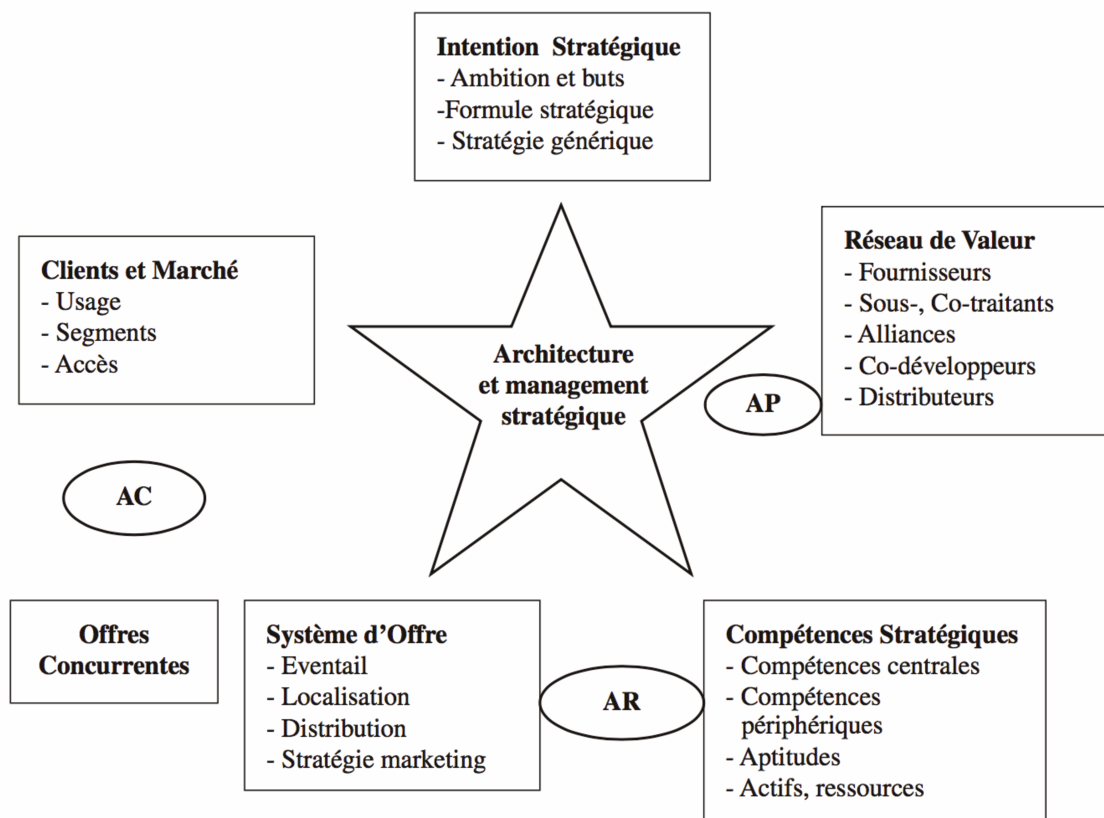 Intention Stratégique
- Ambition et buts
-Formule stratégique
- Stratégie générique
Clients et Marché
- Usage
- Segments
- Accès
Réseau de Valeur
- Fournisseurs
- Sous-, Co-traitants
- Alliances
- Co-développeurs
- Distributeurs
Architecture
et management
stratégique
AP
AC
Offres
Concurrentes
Système d’Offre
- Eventail
- Localisation
- Distribution
- Stratégie marketing
AR
Compétences Stratégiques
- Compétences centrales
- Compétences
périphériques
- Aptitudes
- Actifs, ressources